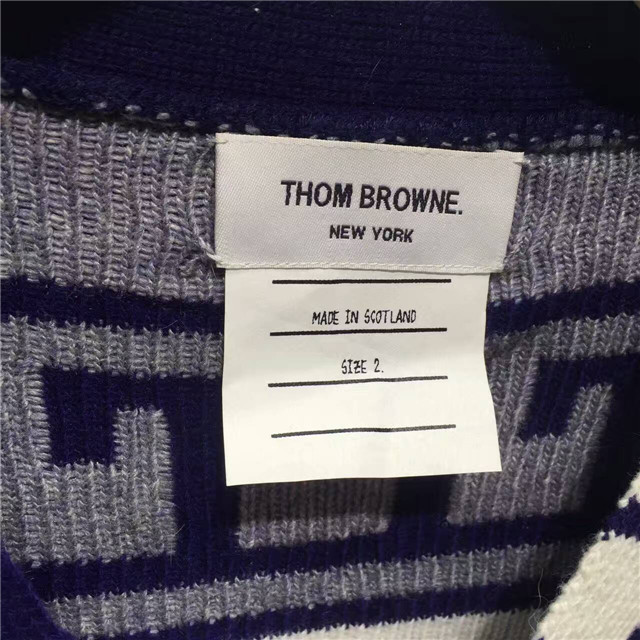 THOM BROWNE.
NEW YORK
MADE IN SCOTLAND
SIZE 2.